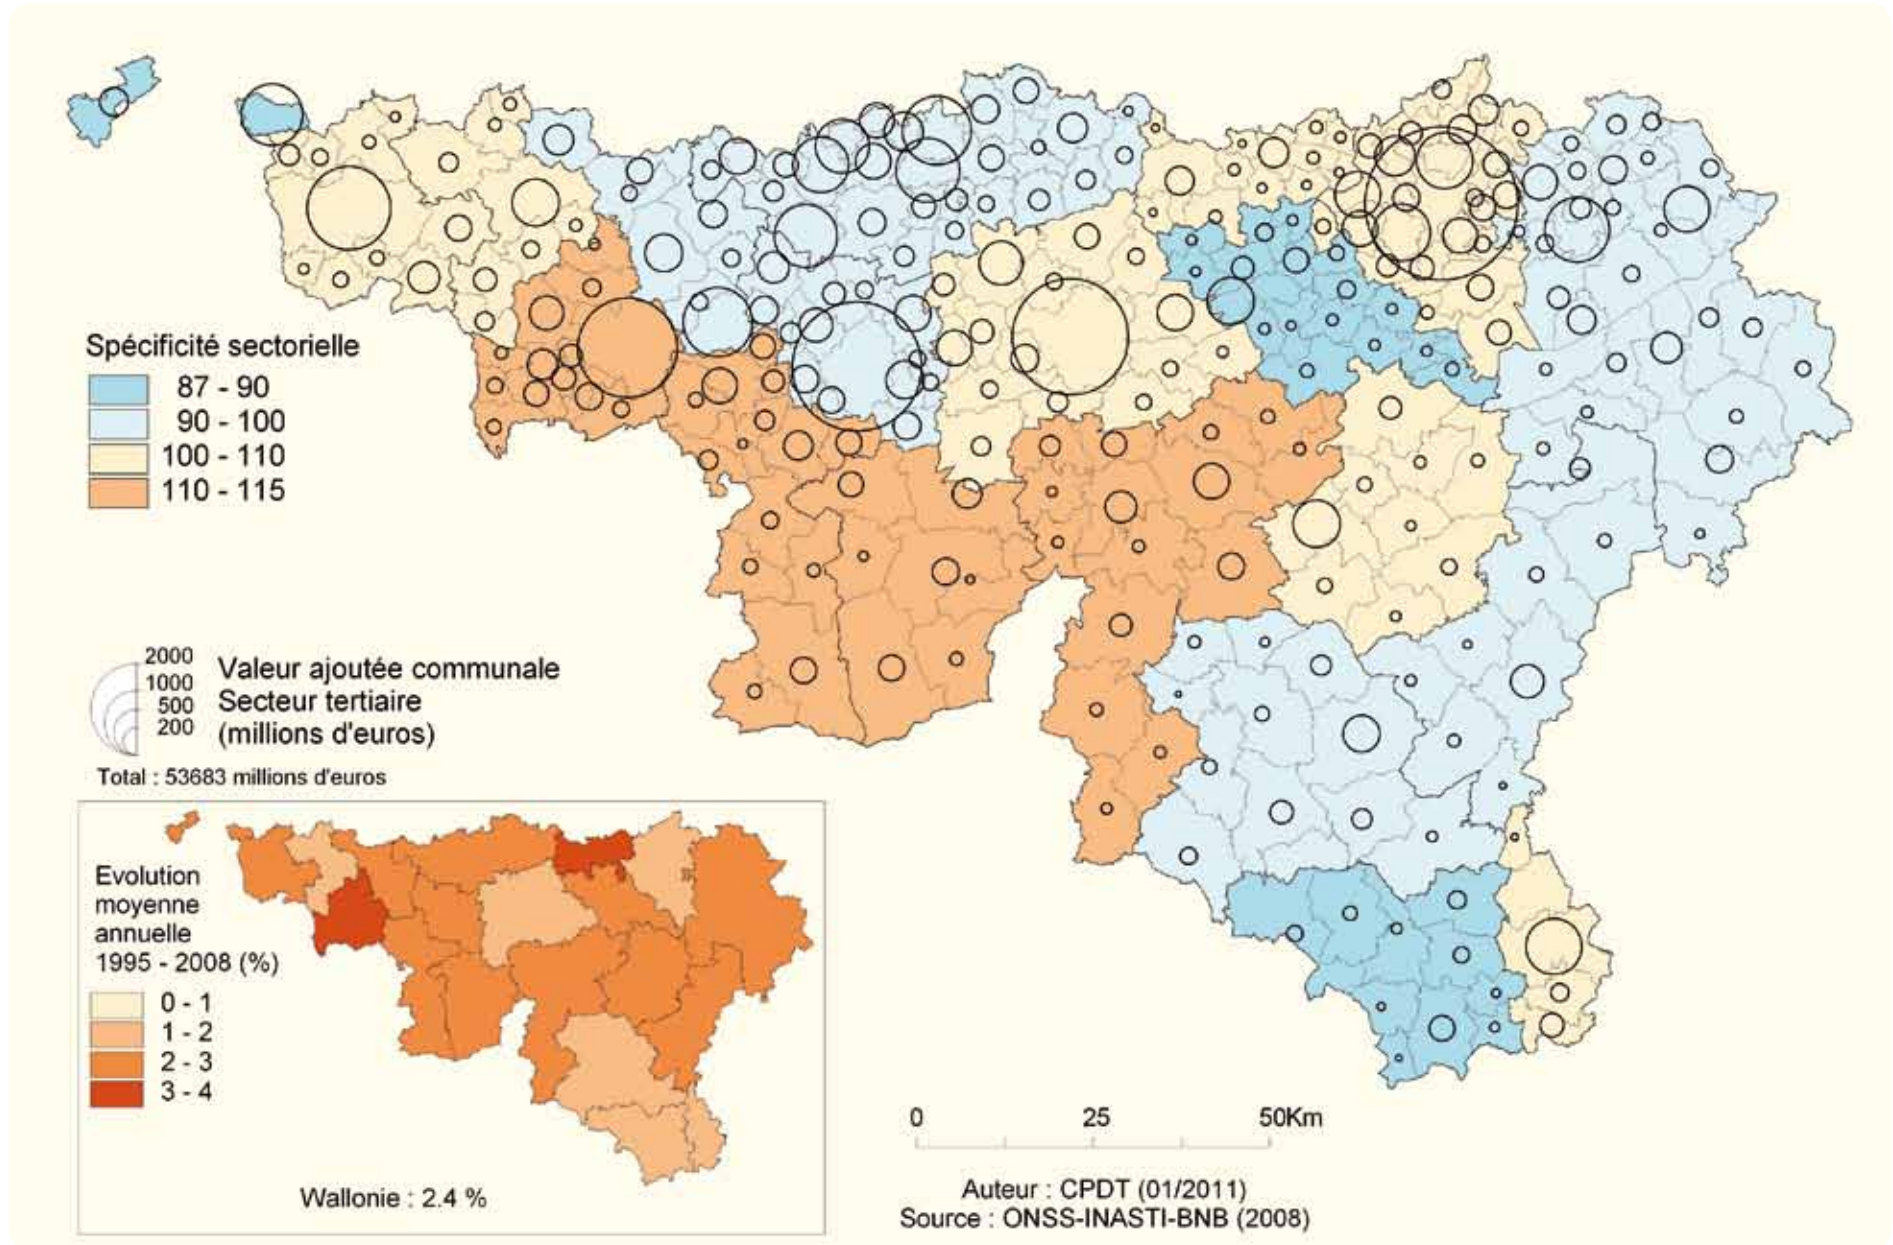 Spécificité sectorielle
87 - 90
90 - 100
100 - 110
110 - 115
2000
1000
500
200
Valeur ajoutée communale
Secteur tertiaire
(millions d'euros)
Total : 53683 millions d'euros
Evolution
moyenne
annuelle
1995 - 2008 (%)
0 - 1
1 - 2
2 - 3
3 - 4
Wallonie : 2.4 %
0 25 50Km
Auteur : CPDT (01/2011)
Source : ONSS-INASTI-BNB (2008)